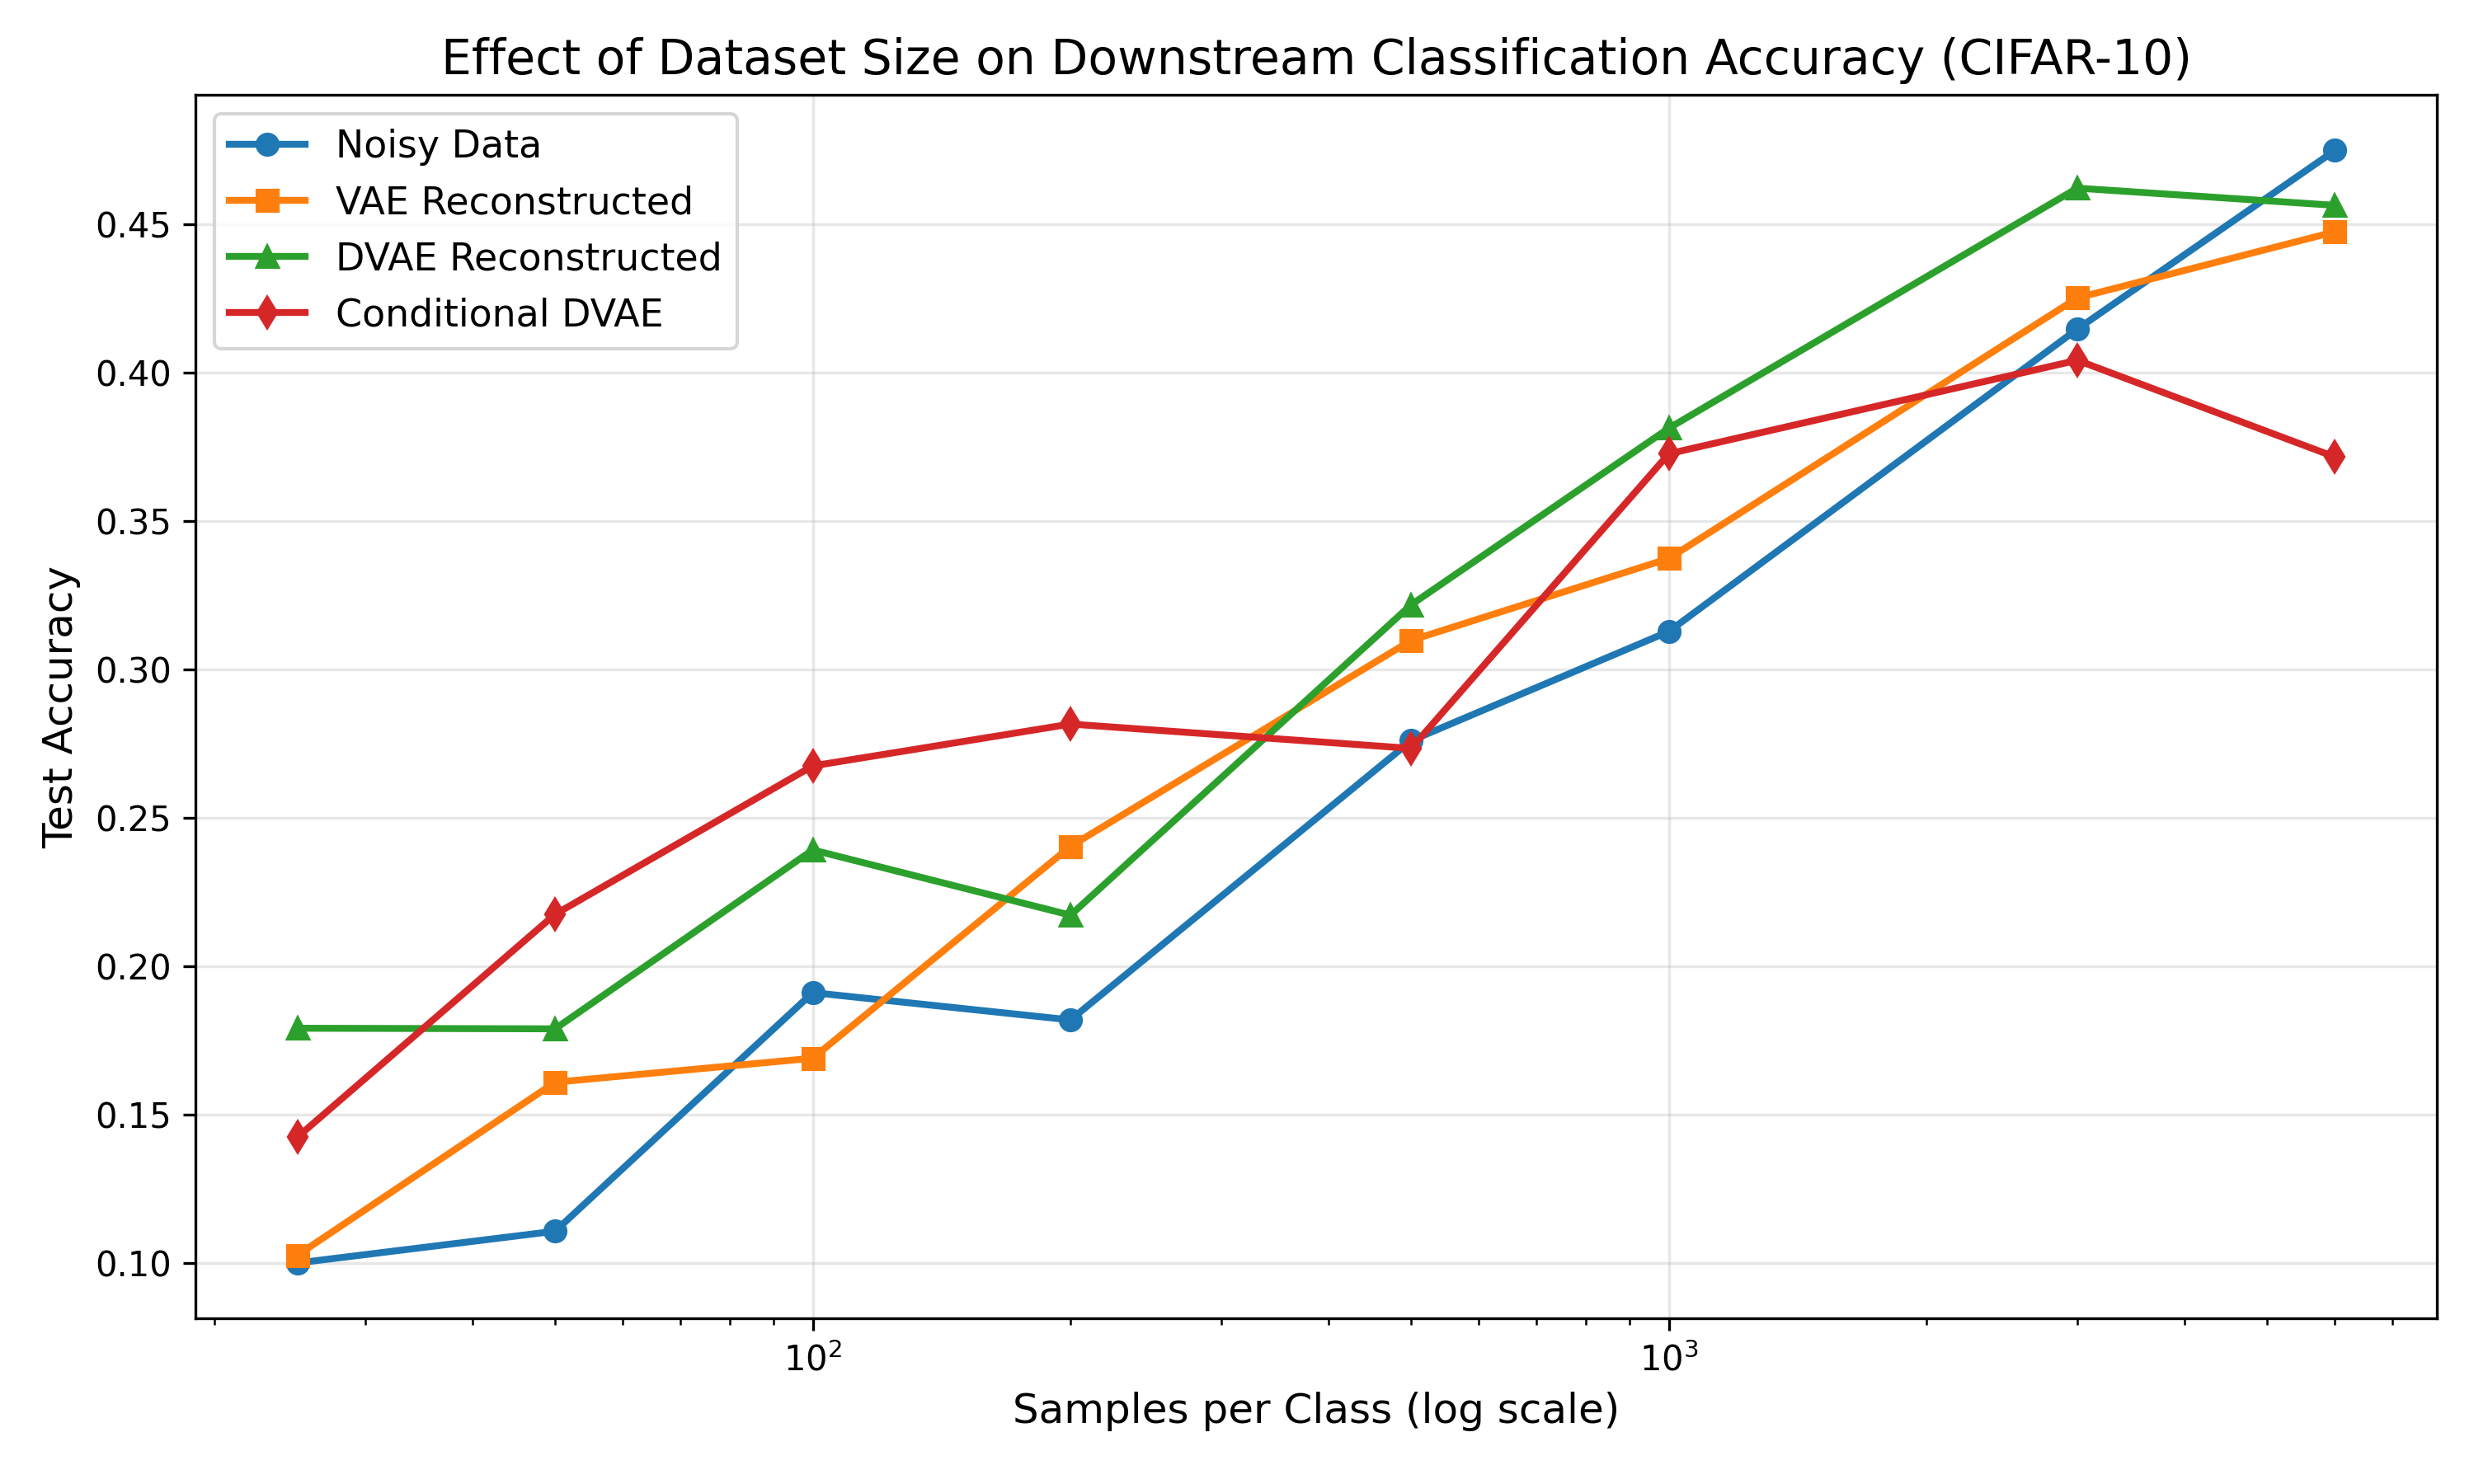 Effect of Dataset Size on Downstream Classification Accuracy (CIFAR-10)
Noisy Data
VAE Reconstructed
DVAE Reconstructed
Conditional DVAE
Test Accuracy
0.45
0.40
0.35
0.30
0.25
0.20
0.15
0.10
10² 10³
Samples per Class (log scale)